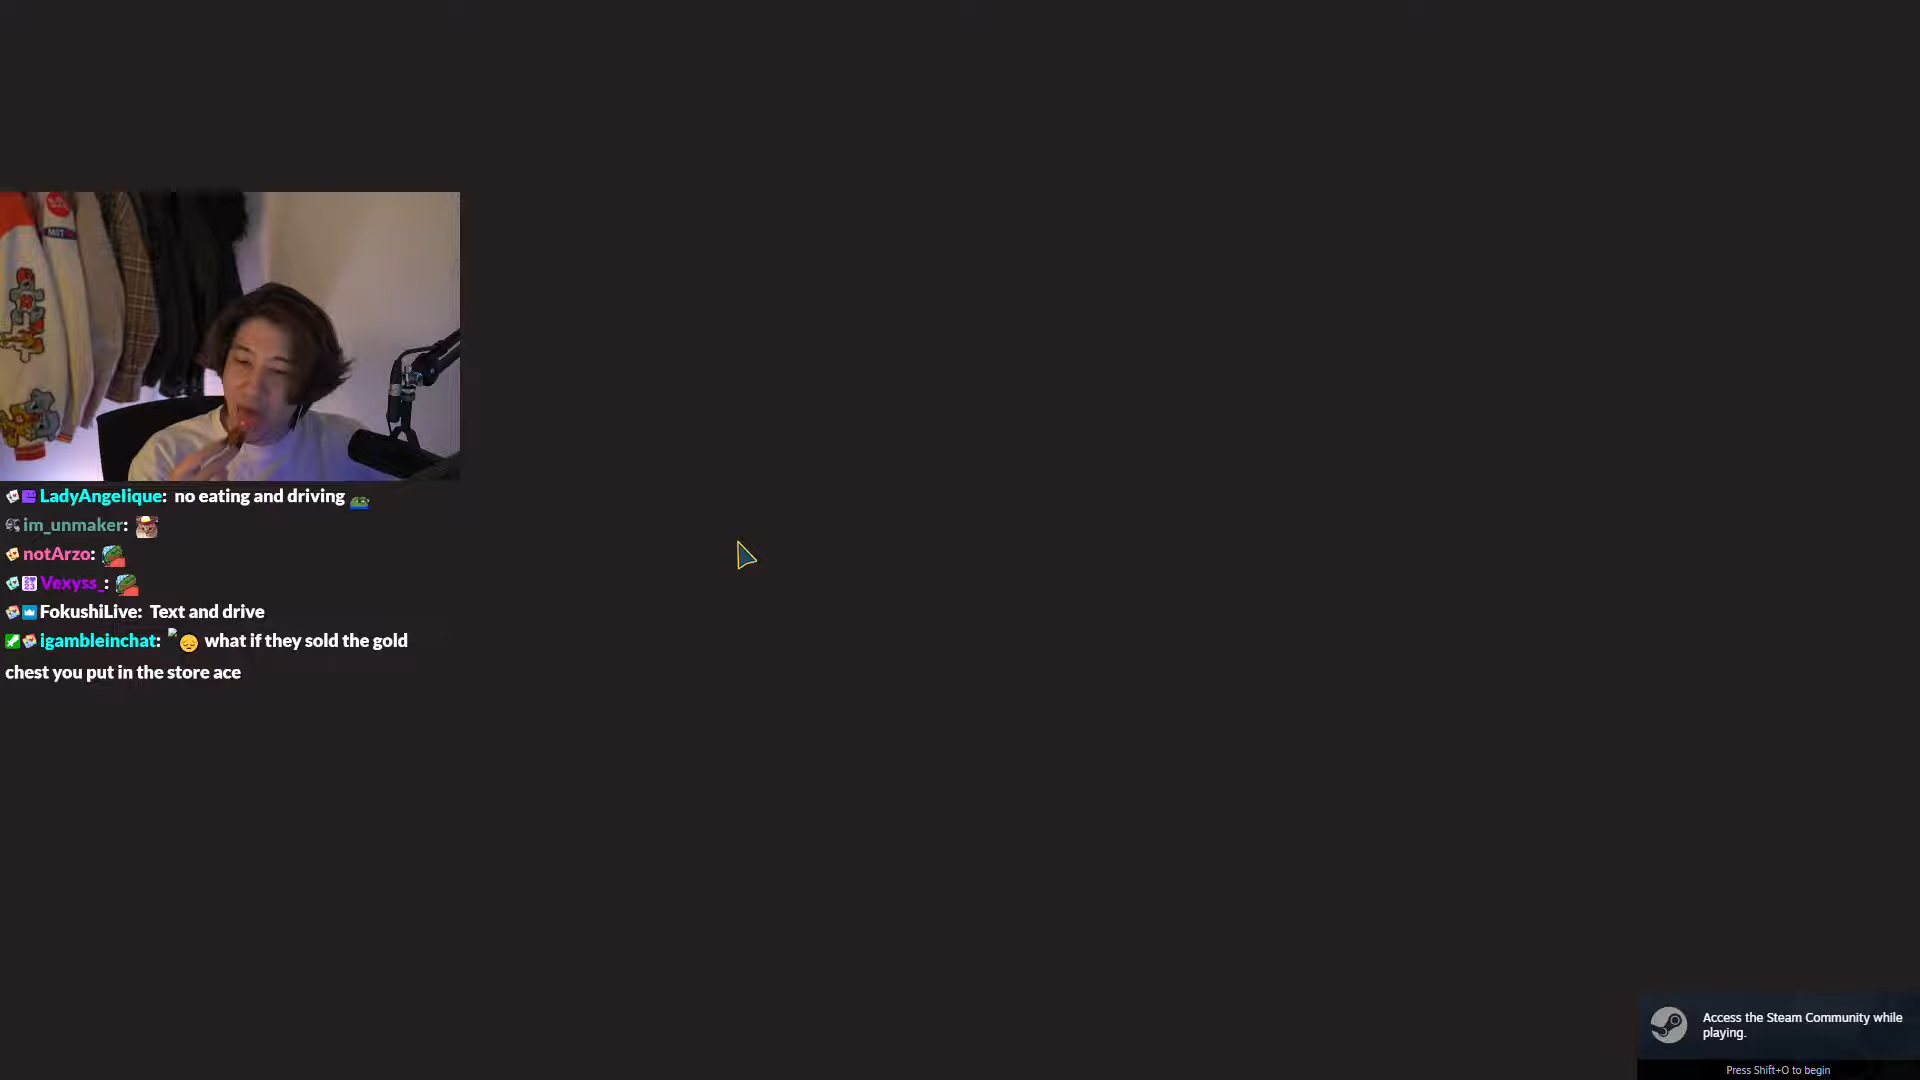 MIT
LadyAngelique: no eating and driving
im_unmaker:
notArzo:
Vexyss_:
FokushiLive: Text and drive
igambleinchat: what if they sold the gold
chest you put in the store ace
Access the Steam Community while
playing.
Press Shift+O to begin